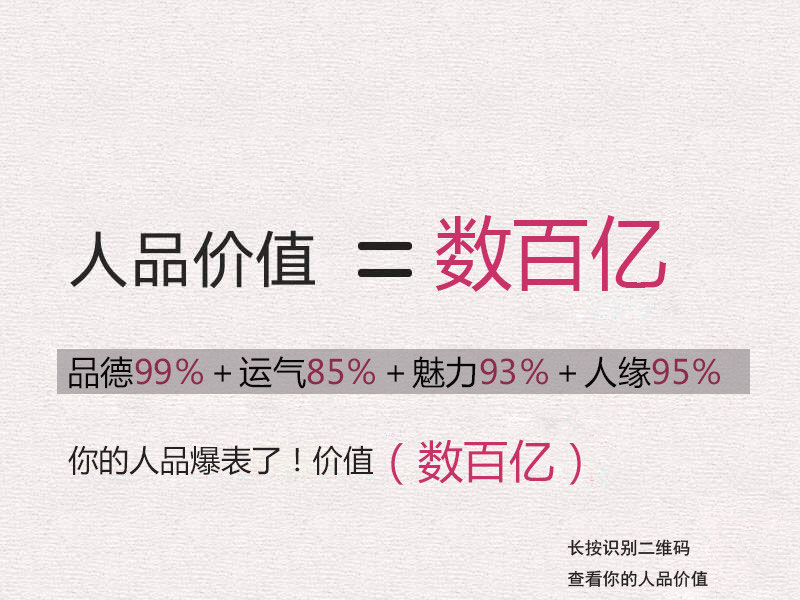 人品价值 = 数百亿
品德99%+运气85%+魅力93%+人缘95%
你的人品爆表了！价值（数百亿）
长按识别二维码
查看你的人品价值